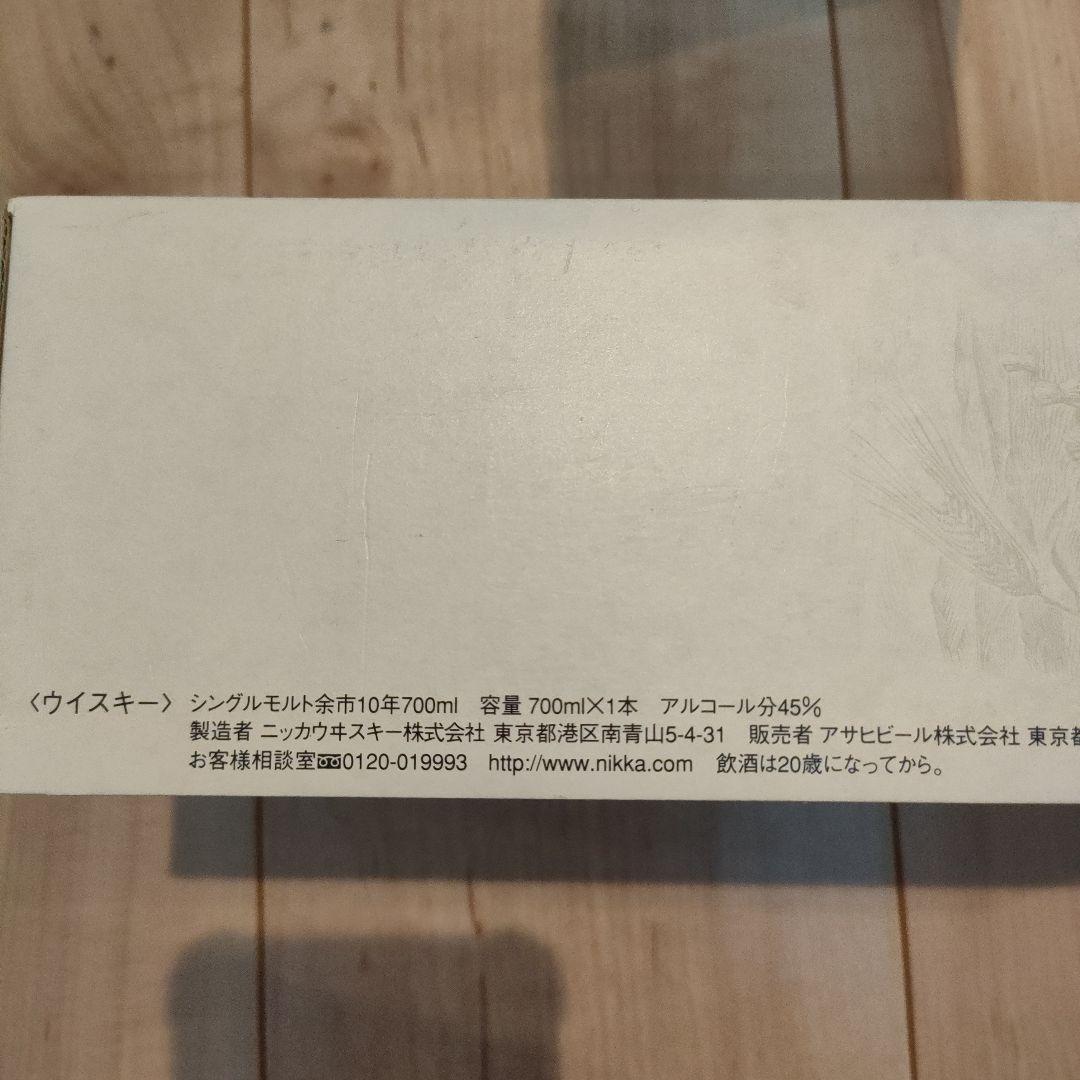 〈ウイスキー〉 シングルモルト余市10年700ml 容量 700ml×1本 アルコール分45%
製造者 ニッカウヰスキー株式会社 東京都港区南青山5-4-31 販売者 アサヒビール株式会社 東京都
お客様相談室0120-019993 http://www.nikka.com 飲酒は20歳になってから。